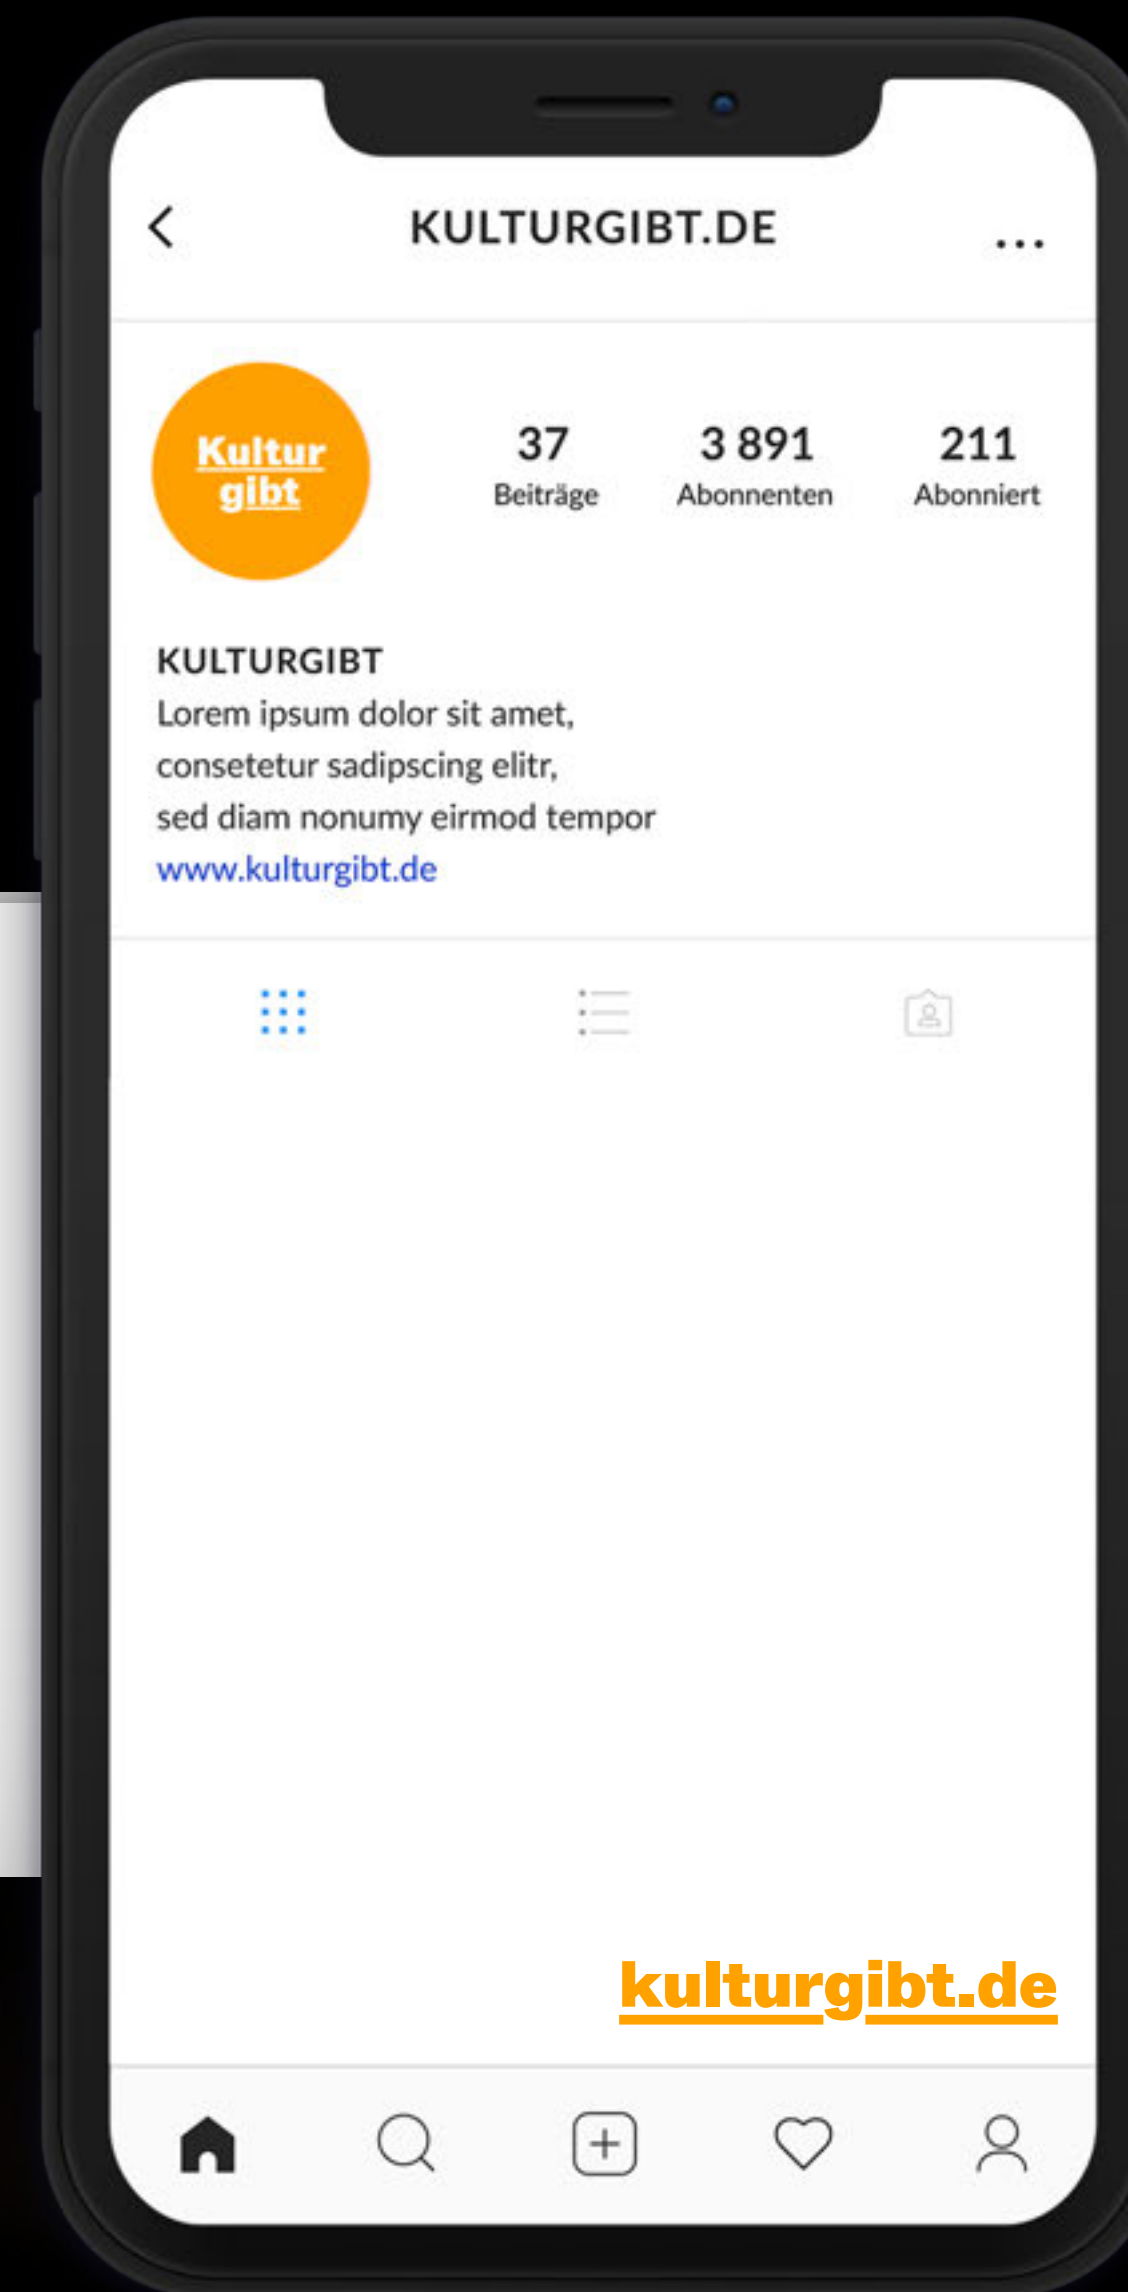 KULTURGIBT.DE
...
Kultur
gibt
37
Beiträge
3 891
Abonnenten
211
Abonniert
KULTURGIBT
Lorem ipsum dolor sit amet,
consetetur sadipscing elitr,
sed diam nonumy eirmod tempor
www.kulturgibt.de
kulturgibt.de